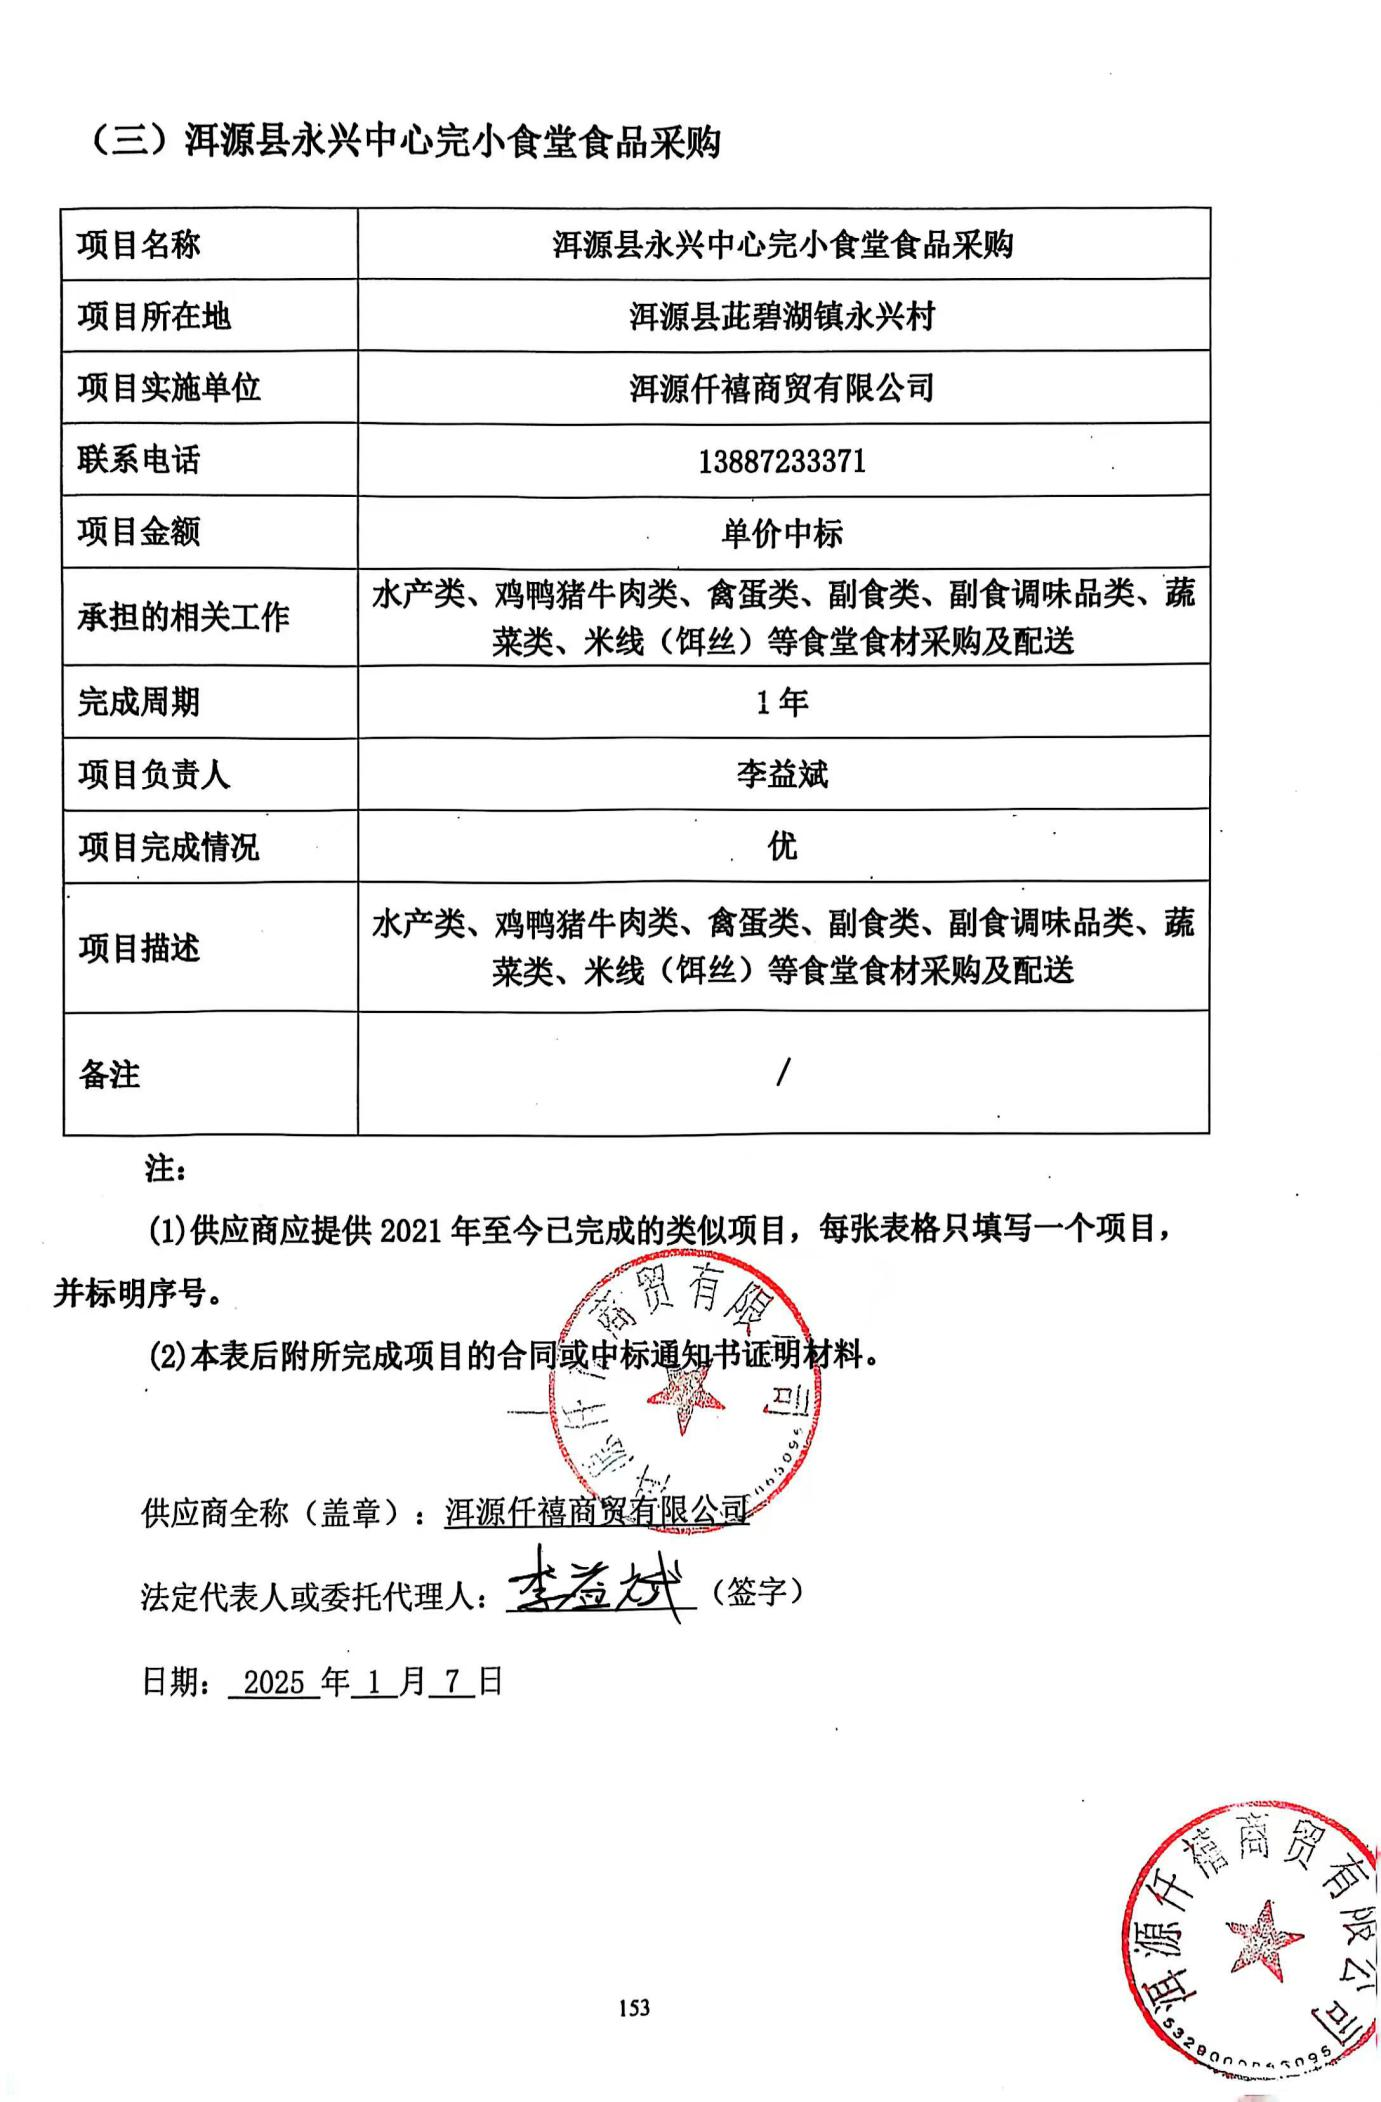 （三）洱源县永兴中心完小食堂食品采购
项目名称 洱源县永兴中心完小食堂食品采购
项目所在地 洱源县茈碧湖镇永兴村
项目实施单位 洱源仟禧商贸有限公司
联系电话 13887233371
项目金额 单价中标
承担的相关工作 水产类、鸡鸭猪牛肉类、禽蛋类、副食类、副食调味品类、蔬
菜类、米线（饵丝）等食堂食材采购及配送
完成周期 1 年
项目负责人 李益斌
项目完成情况 优
项目描述 水产类、鸡鸭猪牛肉类、禽蛋类、副食类、副食调味品类、蔬
菜类、米线（饵丝）等食堂食材采购及配送
备注 /
注：
(1)供应商应提供 2021 年至今已完成的类似项目，每张表格只填写一个项目，
并标明序号。
(2)本表后附所完成项目的合同或中标通知书证明材料。
供应商全称（盖章）：洱源仟禧商贸有限公司
法定代表人或委托代理人：李益斌（签字）
日期：2025 年 1 月 7 日
洱源仟禧商贸有限公司
153